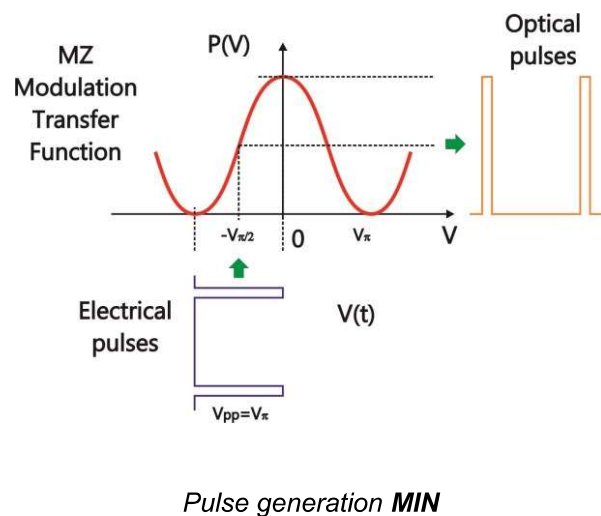 MZ
Modulation
Transfer
Function
P(V)
Optical
pulses
-Vπ/2
0
Vπ
V
Electrical
pulses
V(t)
Vpp=Vπ
Pulse generation MIN